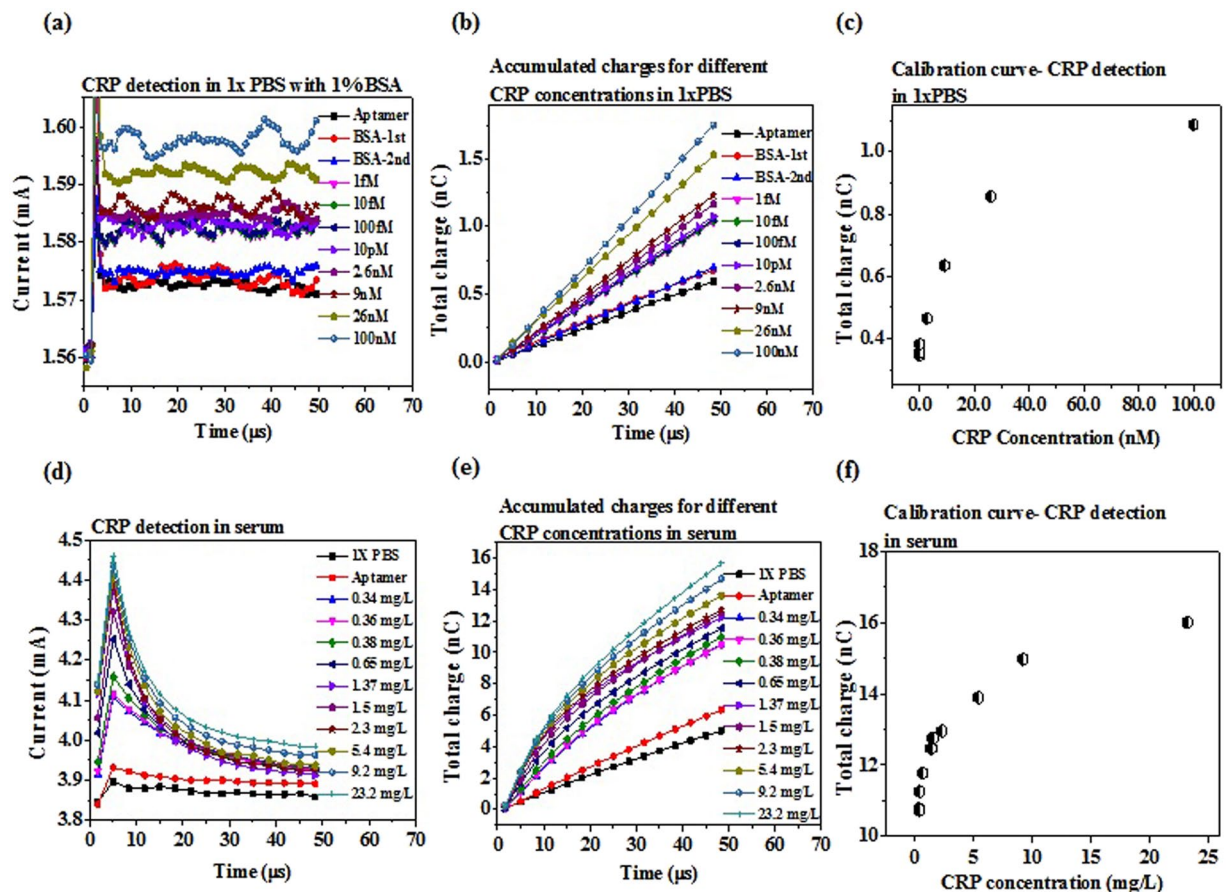 (a)
CRP detection in 1x PBS with 1%BSA
Current (mA)
1.60
1.59
1.58
1.57
1.56
0 10 20 30 40 50 60 70
Time (μs)
Aptamer
BSA-1st
BSA-2nd
1fM
10fM
100fM
10pM
2.6nM
9nM
26nM
100nM
(b)
Accumulated charges for different
CRP concentrations in 1xPBS
Total charge (nC)
1.5
1.0
0.5
0.0
0 10 20 30 40 50 60 70
Time (μs)
Aptamer
BSA-1st
BSA-2nd
1fM
10fM
100fM
10pM
2.6nM
9nM
26nM
100nM
(c)
Calibration curve- CRP detection
in 1xPBS
Total charge (nC)
1.0
0.8
0.6
0.4
0.0 20.0 40.0 60.0 80.0 100.0
CRP Concentration (nM)
(d)
CRP detection in serum
Current (mA)
4.5
4.4
4.3
4.2
4.1
4.0
3.9
3.8
0 10 20 30 40 50 60 70
Time (μs)
1X PBS
Aptamer
0.34 mg/L
0.36 mg/L
0.38 mg/L
0.65 mg/L
1.37 mg/L
1.5 mg/L
2.3 mg/L
5.4 mg/L
9.2 mg/L
23.2 mg/L
(e)
Accumulated charges for different
CRP concentrations in serum
Total charge (nC)
16
14
12
10
8
6
4
2
0
0 10 20 30 40 50 60 70
Time (μs)
1X PBS
Aptamer
0.34 mg/L
0.36 mg/L
0.38 mg/L
0.65 mg/L
1.37 mg/L
1.5 mg/L
2.3 mg/L
5.4 mg/L
9.2 mg/L
23.2 mg/L
(f)
Calibration curve- CRP detection
in serum
Total charge (nC)
18
16
14
12
10
0 5 10 15 20 25
CRP concentration (mg/L)